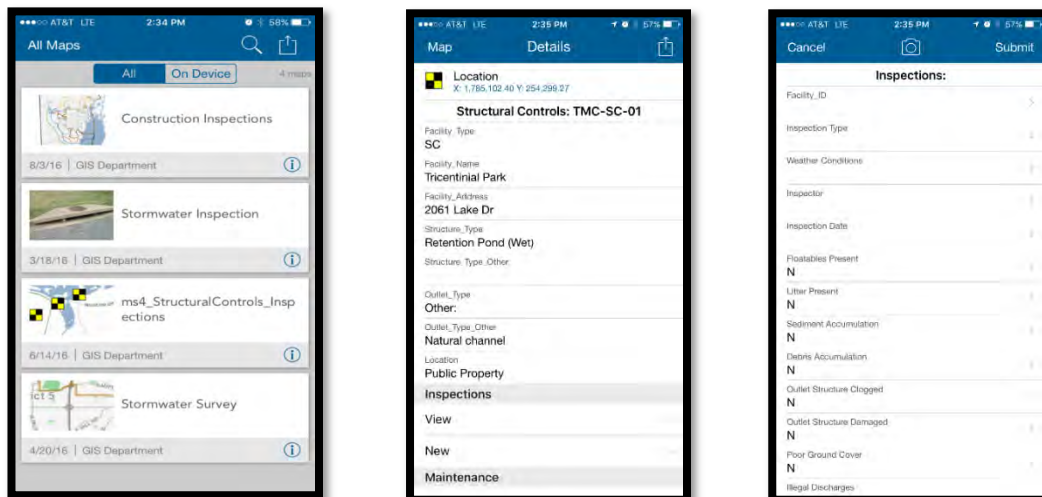 AT&T LTE 2:34 PM 58%
All Maps
All On Device 4 maps
Construction Inspections
8/3/16 | GIS Department
Stormwater Inspection
3/18/16 | GIS Department
ms4_StructuralControls_Insp
ections
6/14/16 | GIS Department
ict 5
Stormwater Survey
4/20/16 | GIS Department
AT&T LTE 2:35 PM 57%
Map Details
Location
X: 1,785,102.40 Y: 254,299.27
Structural Controls: TMC-SC-01
Facility_Type
SC
Facility_Name
Tricentinial Park
Facility_Address
2061 Lake Dr
Structure_Type
Retention Pond (Wet)
Structure_Type_Other
Outlet_Type
Other:
Outlet_Type_Other
Natural channel
Location
Public Property
Inspections
View
New
Maintenance
AT&T LTE 2:35 PM 57%
Cancel Submit
Inspections:
Facility_ID
Inspection Type
Weather Conditions
Inspector
Inspection Date
Floatables Present
N
Litter Present
N
Sediment Accumulation
N
Debris Accumulation
N
Outlet Structure Clogged
N
Outlet Structure Damaged
N
Poor Ground Cover
N
Illegal Discharges